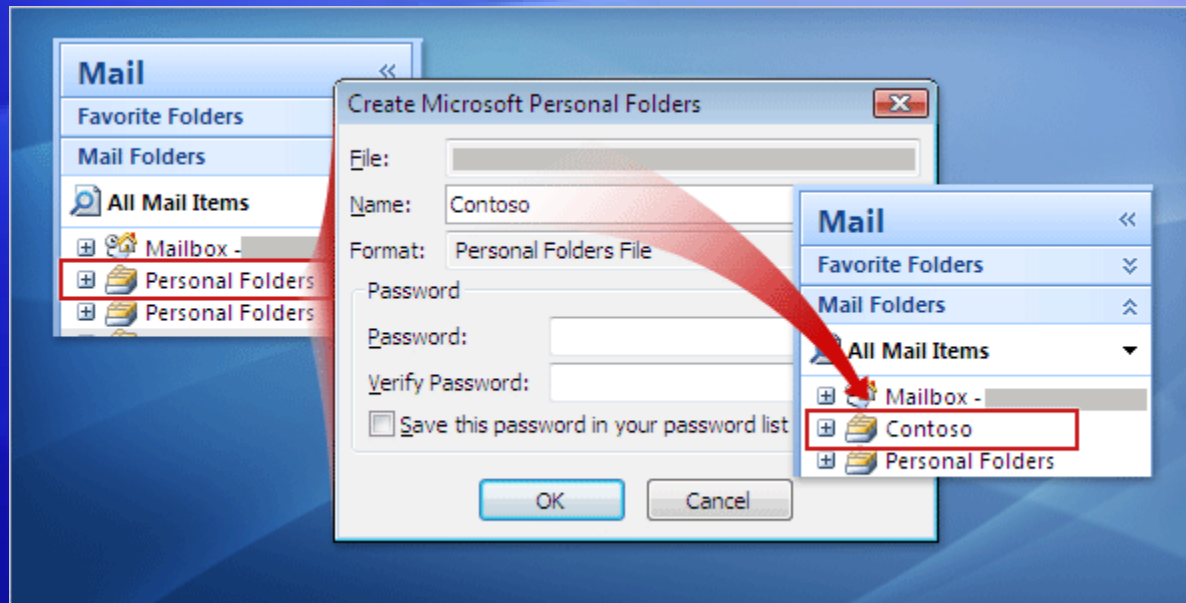 Mail
Favorite Folders
Mail Folders
All Mail Items
Mailbox -
Personal Folders
Personal Folders
Create Microsoft Personal Folders
File:
Name: Contoso
Format: Personal Folders File
Password
Password:
Verify Password:
Save this password in your password list
OK Cancel
Mail
Favorite Folders
Mail Folders
All Mail Items
Mailbox -
Contoso
Personal Folders